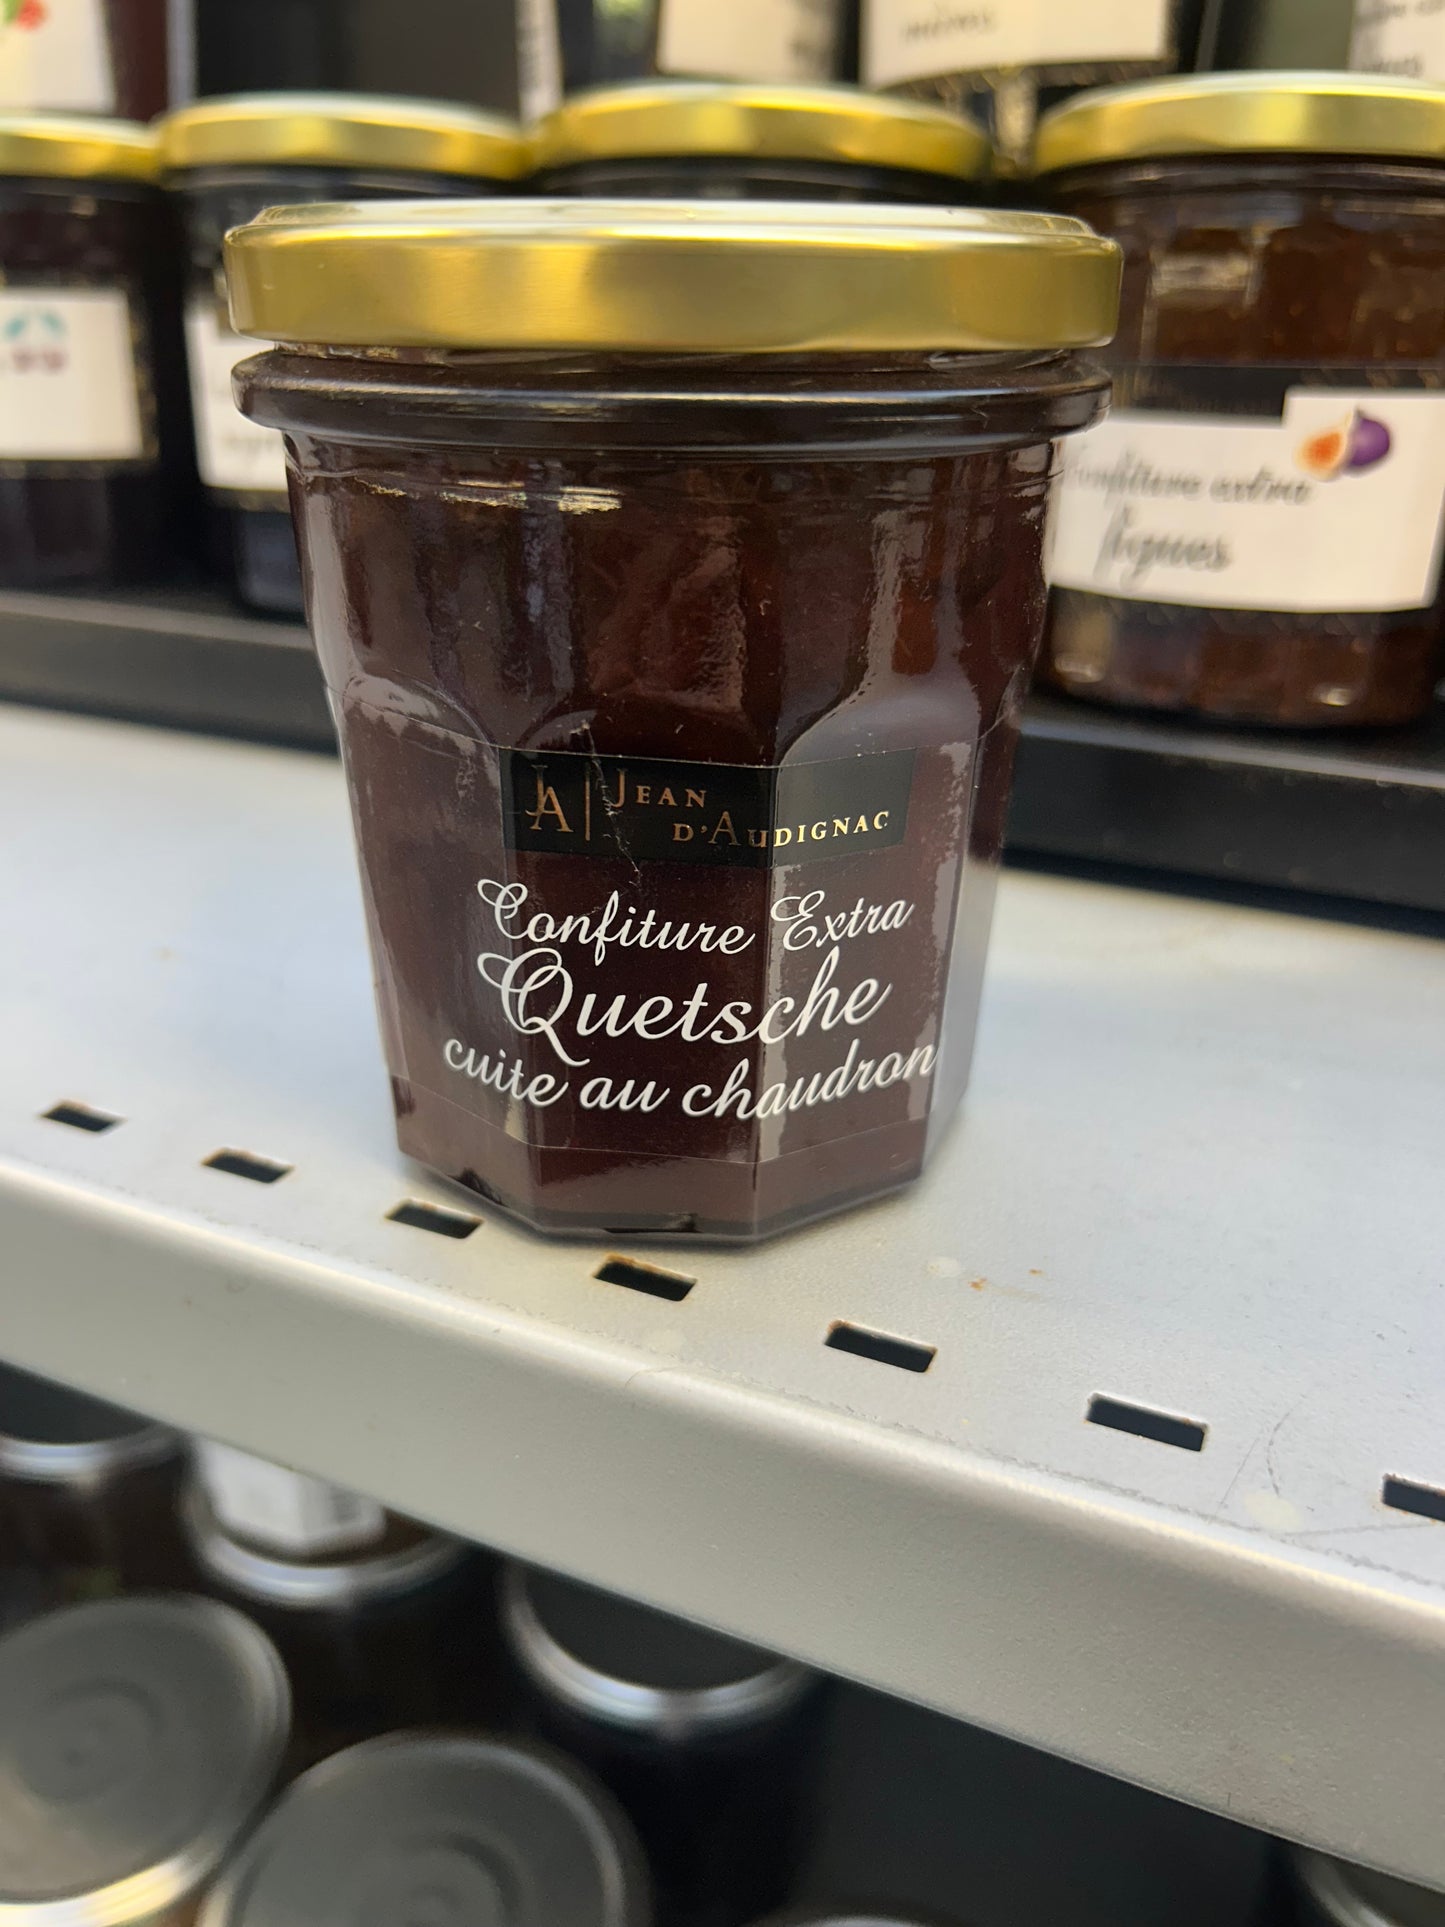 JA JEAN
D'AUDIGNAC
Confiture Extra
Quetsche
cuite au chaudron
Confiture extra
figues